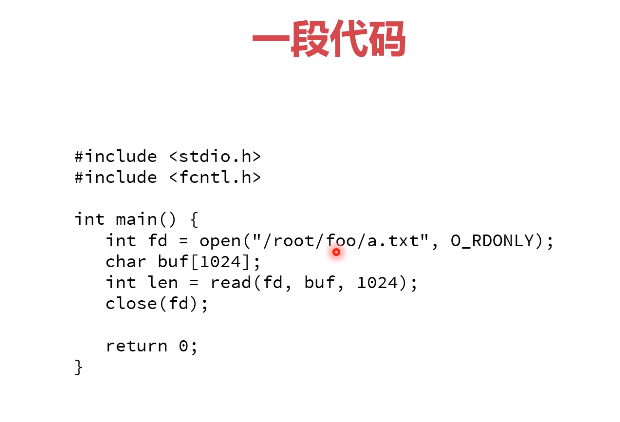 一段代码
#include <stdio.h>
#include <fcntl.h>
int main() {
int fd = open("/root/foo/a.txt", O_RDONLY);
char buf[1024];
int len = read(fd, buf, 1024);
close(fd);
return 0;
}